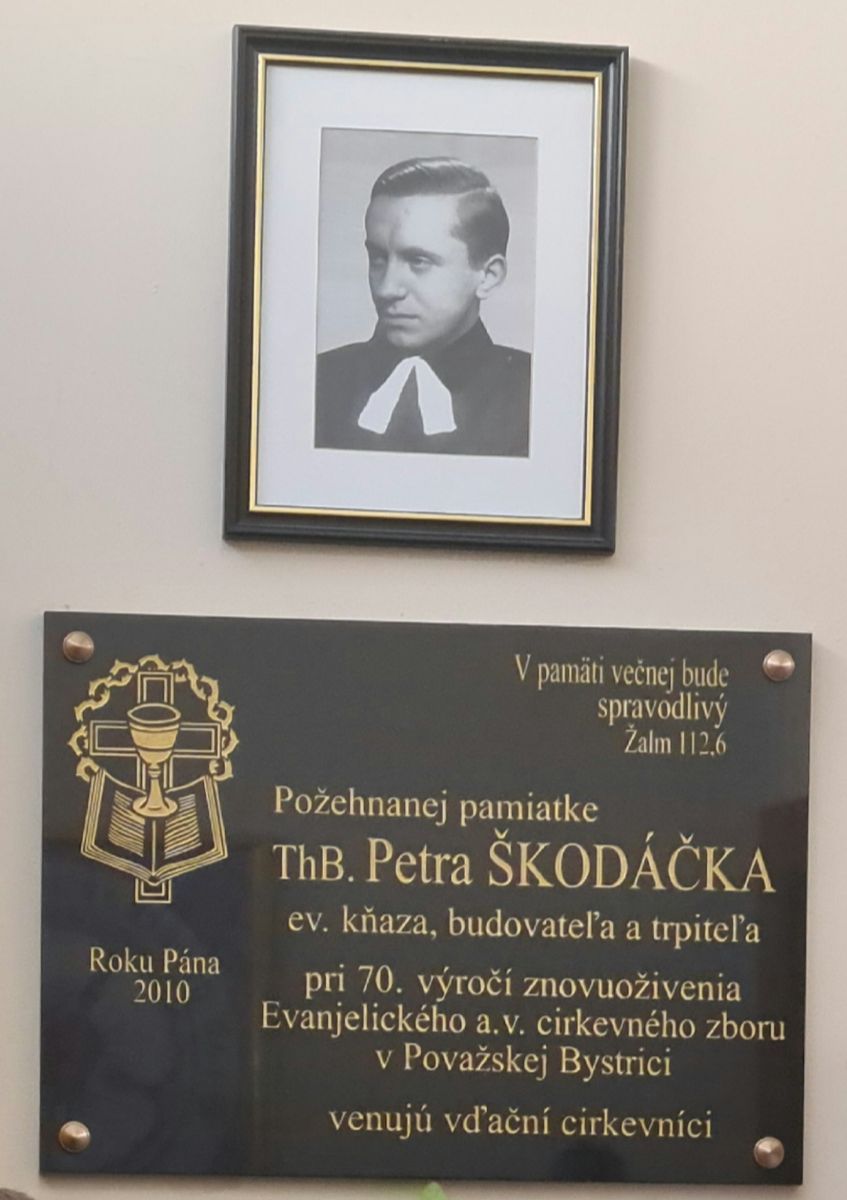 V pamäti večnej bude
spravodlivý
Žalm 112,6
Požehnanej pamiatke
ThB. Petra ŠKODÁČKA
ev. kňaza, budovateľa a trpiteľa
Roku Pána
2010
pri 70. výročí znovuoživenia
Evanjelického a.v. cirkevného zboru
v Považskej Bystrici
venujú vďační cirkevníci